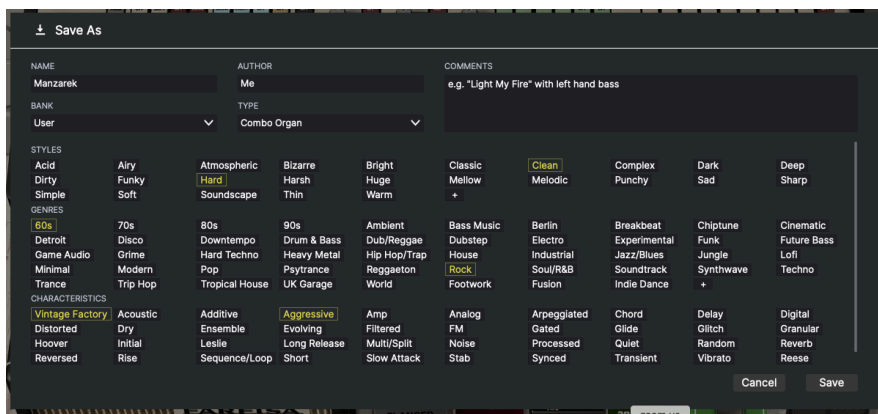 Save As
NAME AUTHOR COMMENTS
Manzarek Me e.g. "Light My Fire" with left hand bass
BANK TYPE
User Combo Organ
STYLES
Acid Airy Atmospheric Bizarre Bright Classic Clean Complex Dark Deep
Dirty Funky Hard Harsh Huge Mellow Melodic Punchy Sad Sharp
Simple Soft Soundscape Thin Warm +
GENRES
60s 70s 80s 90s Ambient Bass Music Berlin Breakbeat Chiptune Cinematic
Detroit Disco Downtempo Drum & Bass Dub/Reggae Dubstep Electro Experimental Funk Future Bass
Game Audio Grime Hard Techno Heavy Metal Hip Hop/Trap House Industrial Jazz/Blues Jungle Lofi
Minimal Modern Pop Psytrance Reggaeton Rock Soul/R&B Soundtrack Synthwave Techno
Trance Trip Hop Tropical House UK Garage World Footwork Fusion Indie Dance +
CHARACTERISTICS
Vintage Factory Acoustic Additive Aggressive Amp Analog Arpeggiated Chord Delay Digital
Distorted Dry Ensemble Evolving Filtered FM Gated Glide Glitch Granular
Hoover Initial Leslie Long Release Multi/Split Noise Processed Quiet Random Reverb
Reversed Rise Sequence/Loop Short Slow Attack Stab Synced Transient Vibrato Reese
Cancel Save